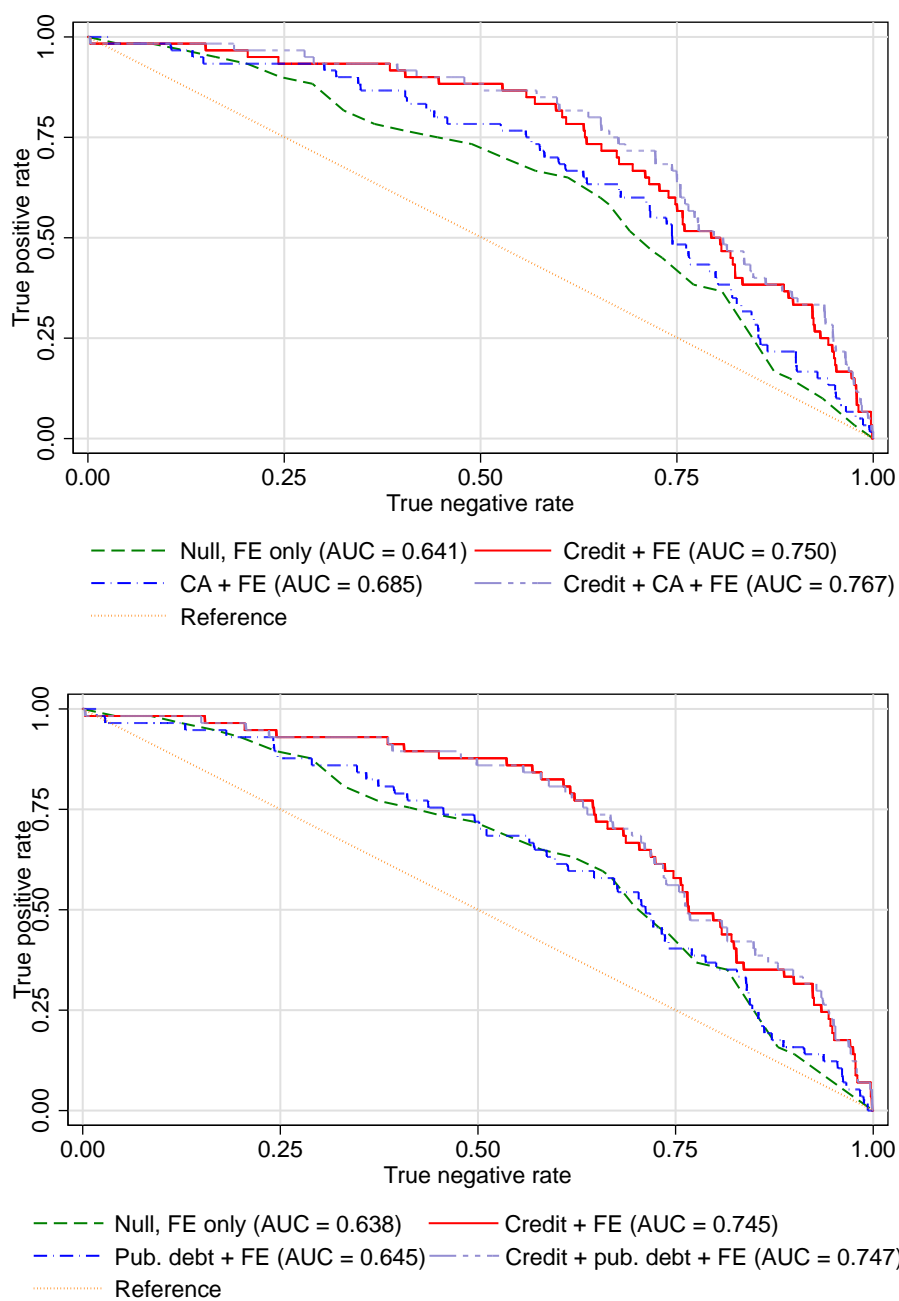 1.00
0.75
0.50
0.25
0.00
True positive rate
0.00 0.25 0.50 0.75 1.00
True negative rate
Null, FE only (AUC = 0.641) Credit + FE (AUC = 0.750)
CA + FE (AUC = 0.685) Credit + CA + FE (AUC = 0.767)
Reference
1.00
0.75
0.50
0.25
0.00
True positive rate
0.00 0.25 0.50 0.75 1.00
True negative rate
Null, FE only (AUC = 0.638) Credit + FE (AUC = 0.745)
Pub. debt + FE (AUC = 0.645) Credit + pub. debt + FE (AUC = 0.747)
Reference